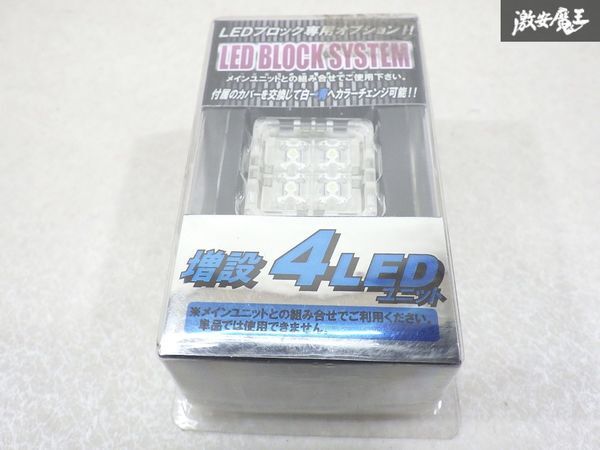 激安魔王
LEDブロック専用オプション!!
LED BLOCK SYSTEM
メインユニットとの組み合せでご使用下さい。
付属のカバーを交換して白→青へカラーチェンジ可能!!
増設 4LED
ユニット
※メインユニットとの組み合せでご利用ください。
単品では使用できません。